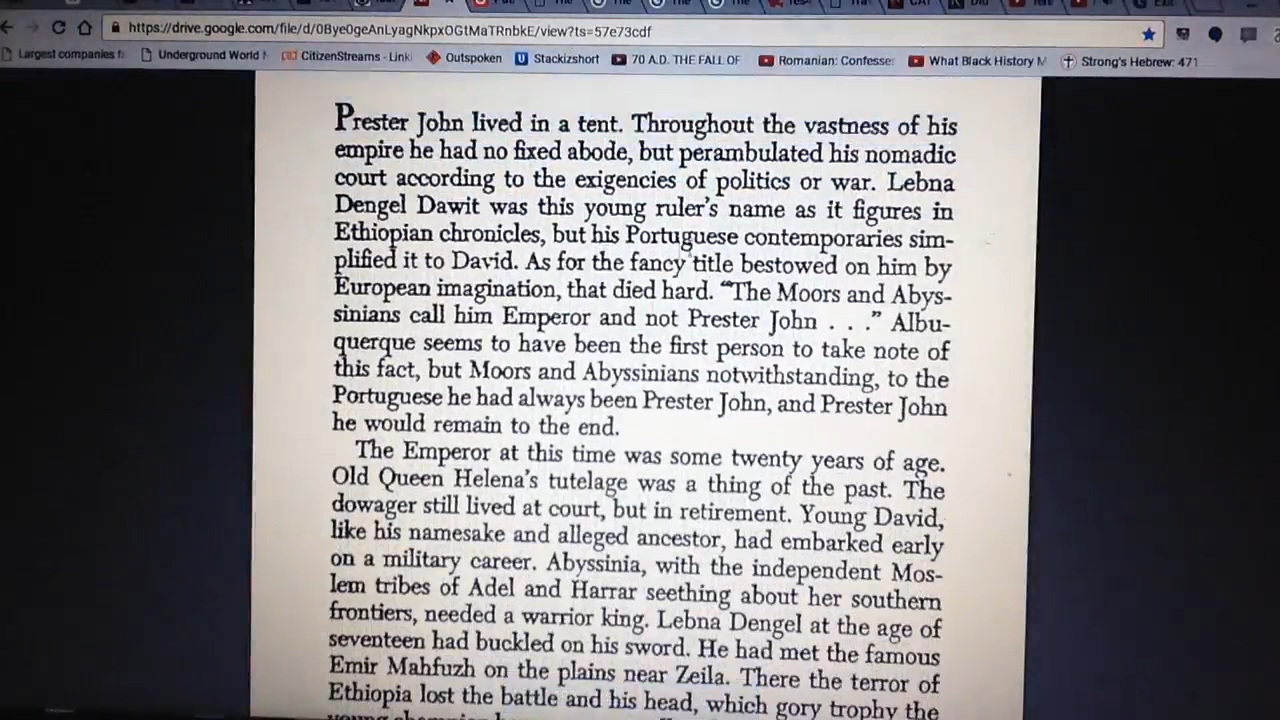 https://drive.google.com/file/d/0Bye0geAnLyagNkpxOGtMaTRnbkE/view?ts=57e73cdf
Largest companies Underground World CitizenStreams - Link Outspoken Stackizshort 70 A.D. THE FALL OF Romanian: Confesse What Black History M Strong's Hebrew: 471
Prester John lived in a tent. Throughout the vastness of his
empire he had no fixed abode, but perambulated his nomadic
court according to the exigencies of politics or war. Lebna
Dengel Dawit was this young ruler's name as it figures in
Ethiopian chronicles, but his Portuguese contemporaries sim-
plified it to David. As for the fancy title bestowed on him by
European imagination, that died hard. "The Moors and Abys-
sinians call him Emperor and not Prester John . . ." Albu-
querque seems to have been the first person to take note of
this fact, but Moors and Abyssinians notwithstanding, to the
Portuguese he had always been Prester John, and Prester John
he would remain to the end.
The Emperor at this time was some twenty years of age.
Old Queen Helena's tutelage was a thing of the past. The
dowager still lived at court, but in retirement. Young David,
like his namesake and alleged ancestor, had embarked early
on a military career. Abyssinia, with the independent Mos-
lem tribes of Adel and Harrar seething about her southern
frontiers, needed a warrior king. Lebna Dengel at the age of
seventeen had buckled on his sword. He had met the famous
Emir Mahfuzh on the plains near Zeila. There the terror of
Ethiopia lost the battle and his head, which gory trophy the